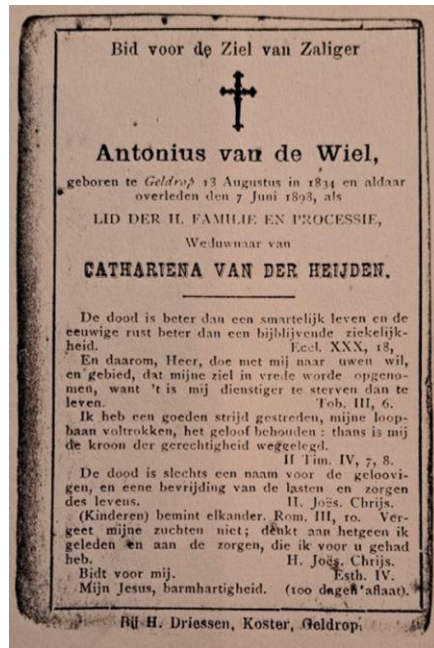 Bid voor de Ziel van Zaliger
Antonius van de Wiel,
geboren te Geldrop 13 Augustus in 1834 en aldaar
overleden den 7 Juni 1898, als
LID DER H. FAMILIE EN PROCESSIE,
Weduwnaar van
CATHARIENA VAN DER HEIJDEN.
De dood is beter dan een smartelijk leven en de
eeuwige rust beter dan een bijblijvende ziekelijk-
heid. Eccl. XXX, 18,
En daarom, Heer, doe met mij naar uwen wil,
en gebied, dat mijne ziel in vrede worde opgeno-
men, want 't is mij dienstiger te sterven dan te
leven. Tob. III, 6.
Ik heb een goeden strijd gestreden, mijne loop-
baan voltrokken, het geloof behouden : thans is mij
de kroon der gerechtigheid weggelegd.
II Tim. IV, 7, 8.
De dood is slechts een naam voor de geloovi-
gen, en eene bevrijding van de lasten en zorgen
des levens. H. Joës. Chrijs.
(Kinderen) bemint elkander. Rom. III, 10. Ver-
geet mijne zuchten niet; denkt aan hetgeen ik
geleden en aan de zorgen, die ik voor u gehad
heb. H. Joës. Chrijs.
Bidt voor mij. Esth. IV.
Mijn Jesus, barmhartigheid. (100 dagen aflaat).
Bij H. Driessen, Koster, Geldrop.